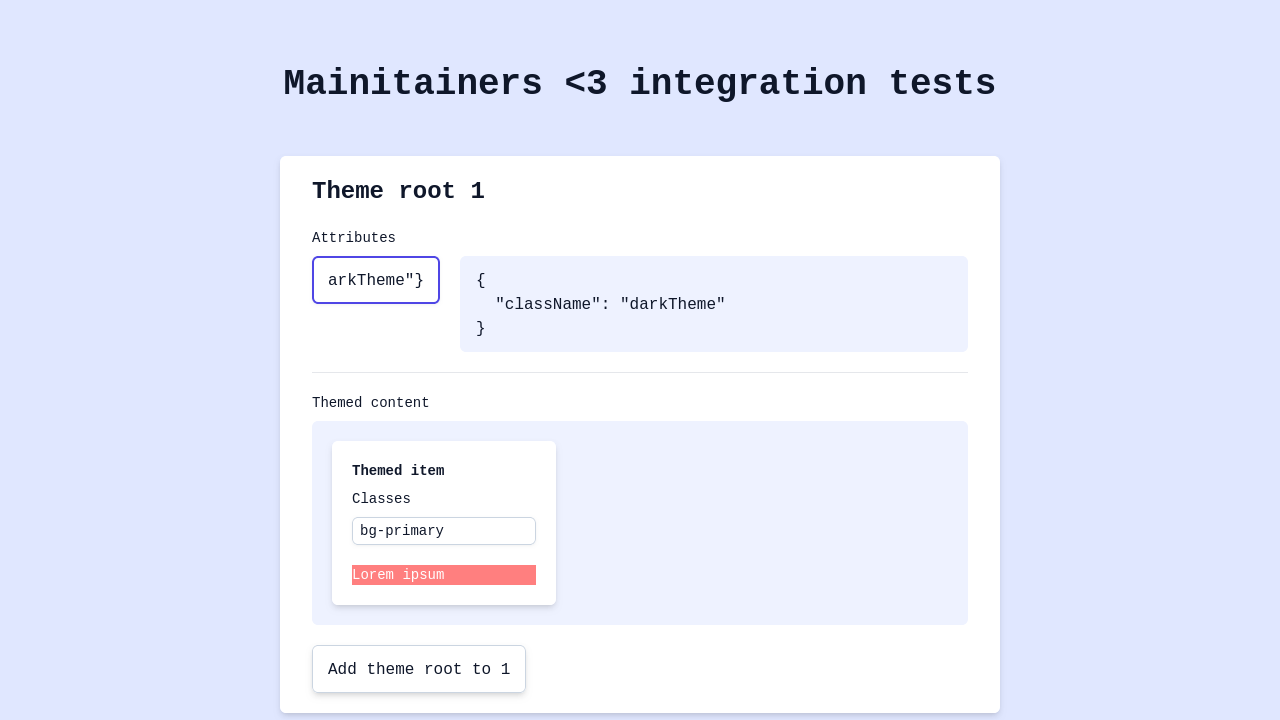 Mainitainers <3 integration tests
Theme root 1
Attributes
arkTheme"}
{
  "className": "darkTheme"
}
Themed content
Themed item
Classes
bg-primary
Lorem ipsum
Add theme root to 1